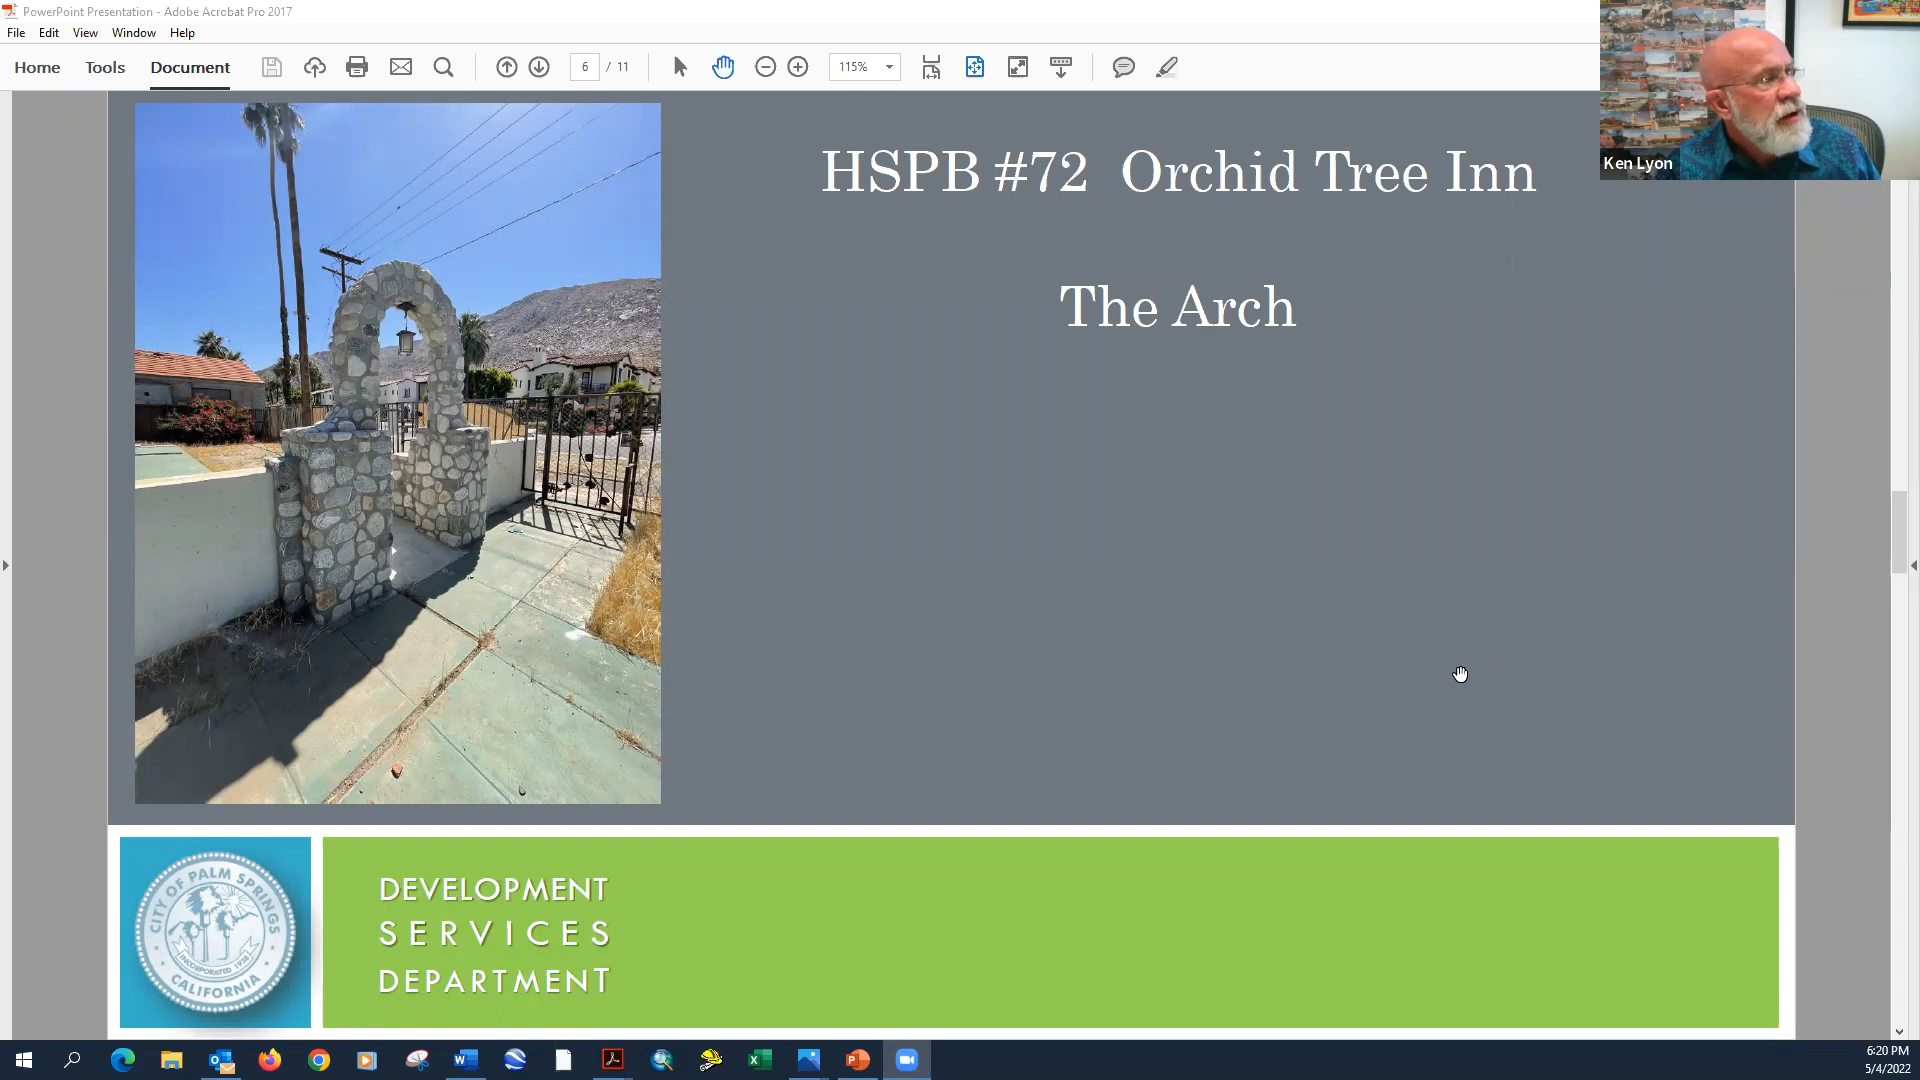 PowerPoint Presentation - Adobe Acrobat Pro 2017
File Edit View Window Help
Home Tools Document 6 / 11 115%
Ken Lyon
HSPB #72 Orchid Tree Inn
The Arch
CITY OF PALM SPRINGS
INCORPORATED 1938
CALIFORNIA
DEVELOPMENT
SERVICES
DEPARTMENT
6:20 PM
5/4/2022